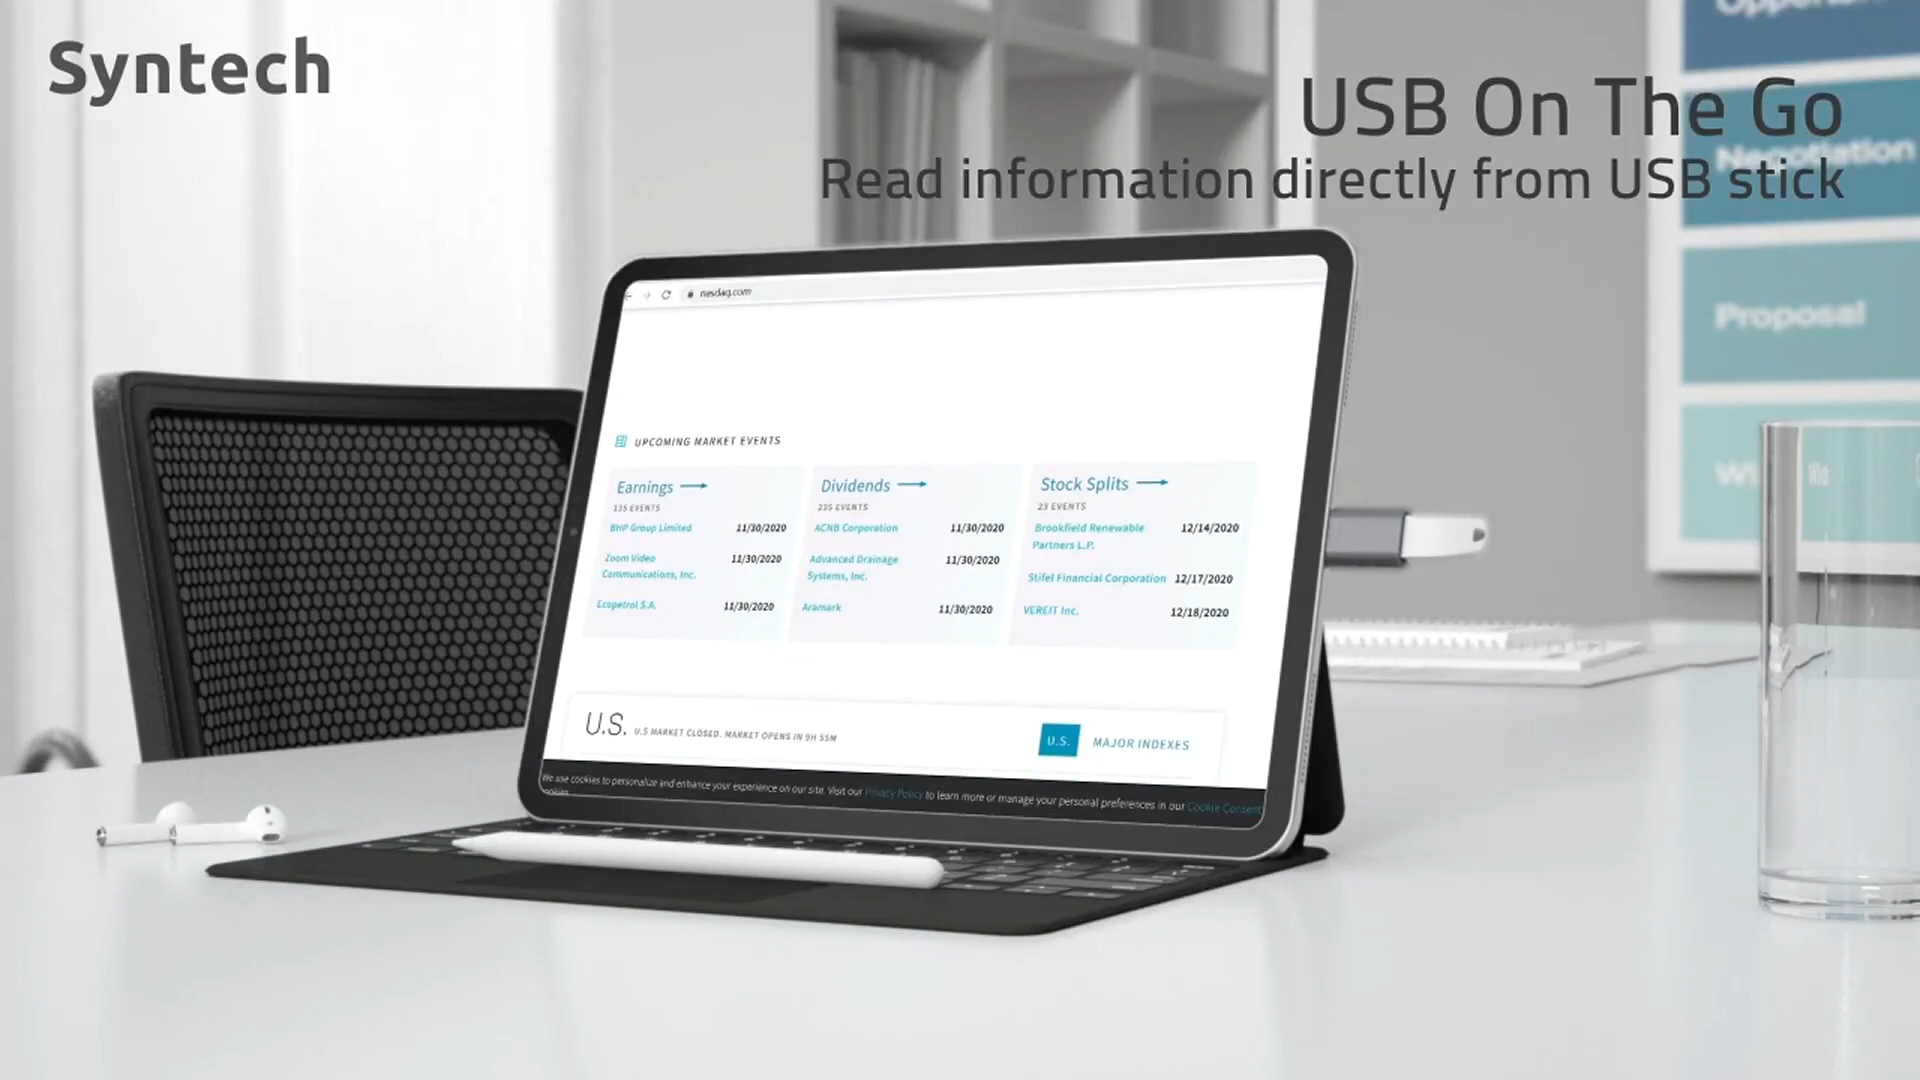 Syntech
USB On The Go
Read information directly from USB stick
Negotiation
Proposal
nasdaq.com
UPCOMING MARKET EVENTS
Earnings
135 EVENTS
BHP Group Limited 11/30/2020
Zoom Video
Communications, Inc. 11/30/2020
Ecopetrol S.A. 11/30/2020
Dividends
235 EVENTS
ACNB Corporation 11/30/2020
Advanced Drainage
Systems, Inc. 11/30/2020
Aramark 11/30/2020
Stock Splits
23 EVENTS
Brookfield Renewable
Partners L.P. 12/14/2020
Stifel Financial Corporation 12/17/2020
VEREIT Inc. 12/18/2020
U.S. U.S MARKET CLOSED. MARKET OPENS IN 9H 55M
U.S. MAJOR INDEXES
We use cookies to personalize and enhance your experience on our site. Visit our Privacy Policy to learn more or manage your personal preferences in our Cookie Consent